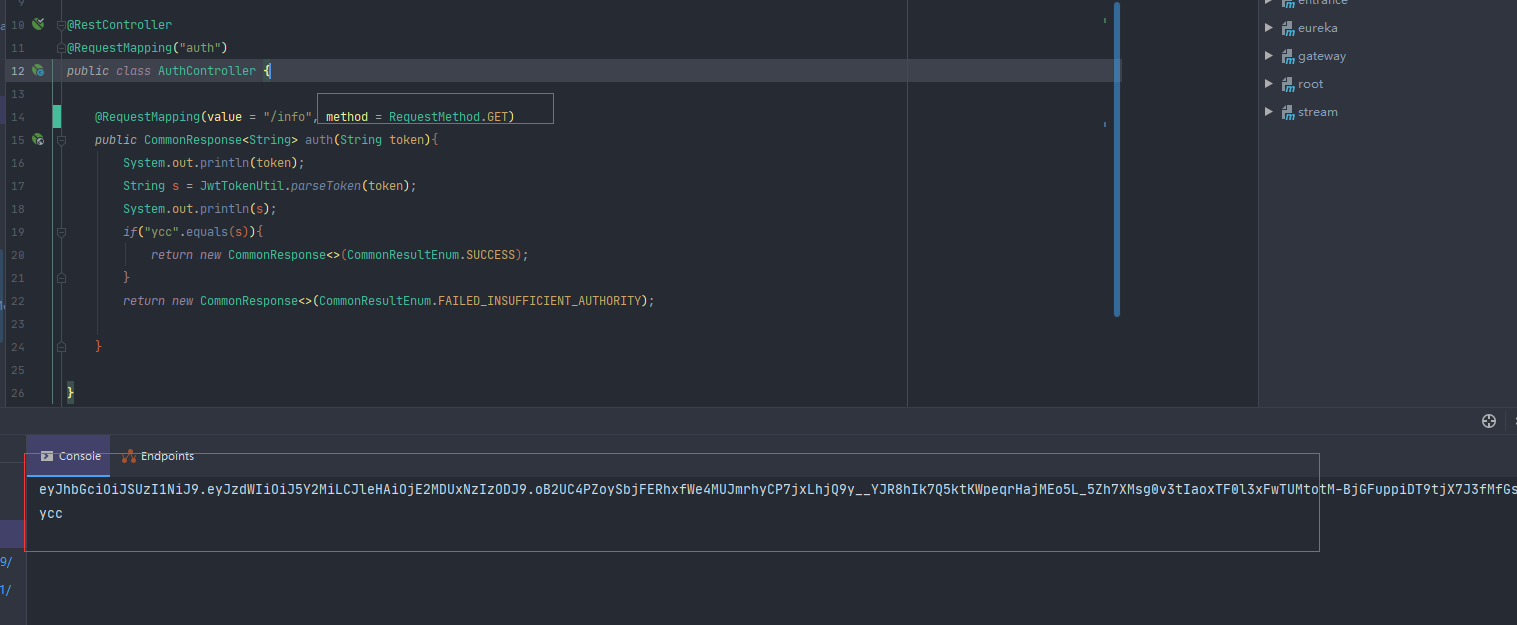 9
10 @RestController
11 @RequestMapping("auth")
12 public class AuthController {
13
14 @RequestMapping(value = "/info", method = RequestMethod.GET)
15 public CommonResponse<String> auth(String token){
16 System.out.println(token);
17 String s = JwtTokenUtil.parseToken(token);
18 System.out.println(s);
19 if("ycc".equals(s)){
20 return new CommonResponse<>(CommonResultEnum.SUCCESS);
21 }
22 return new CommonResponse<>(CommonResultEnum.FAILED_INSUFFICIENT_AUTHORITY);
23
24 }
25
26 }
entrance
eureka
gateway
root
stream
Console Endpoints
eyJhbGciOiJSUzI1NiJ9.eyJzdWIiOiJ5Y2MiLCJleHAiOjE2MDUxNzIzODJ9.oB2UC4PZoySbjFERhxfWe4MUJmrhyCP7jxLhjQ9y__YJR8hIk7Q5ktKWpeqrHajMEo5L_5Zh7XMsg0v3tIaoxTF0l3xFwTUMtotM-BjGFuppiDT9tjX7J3fMfGs
ycc
9/
1/